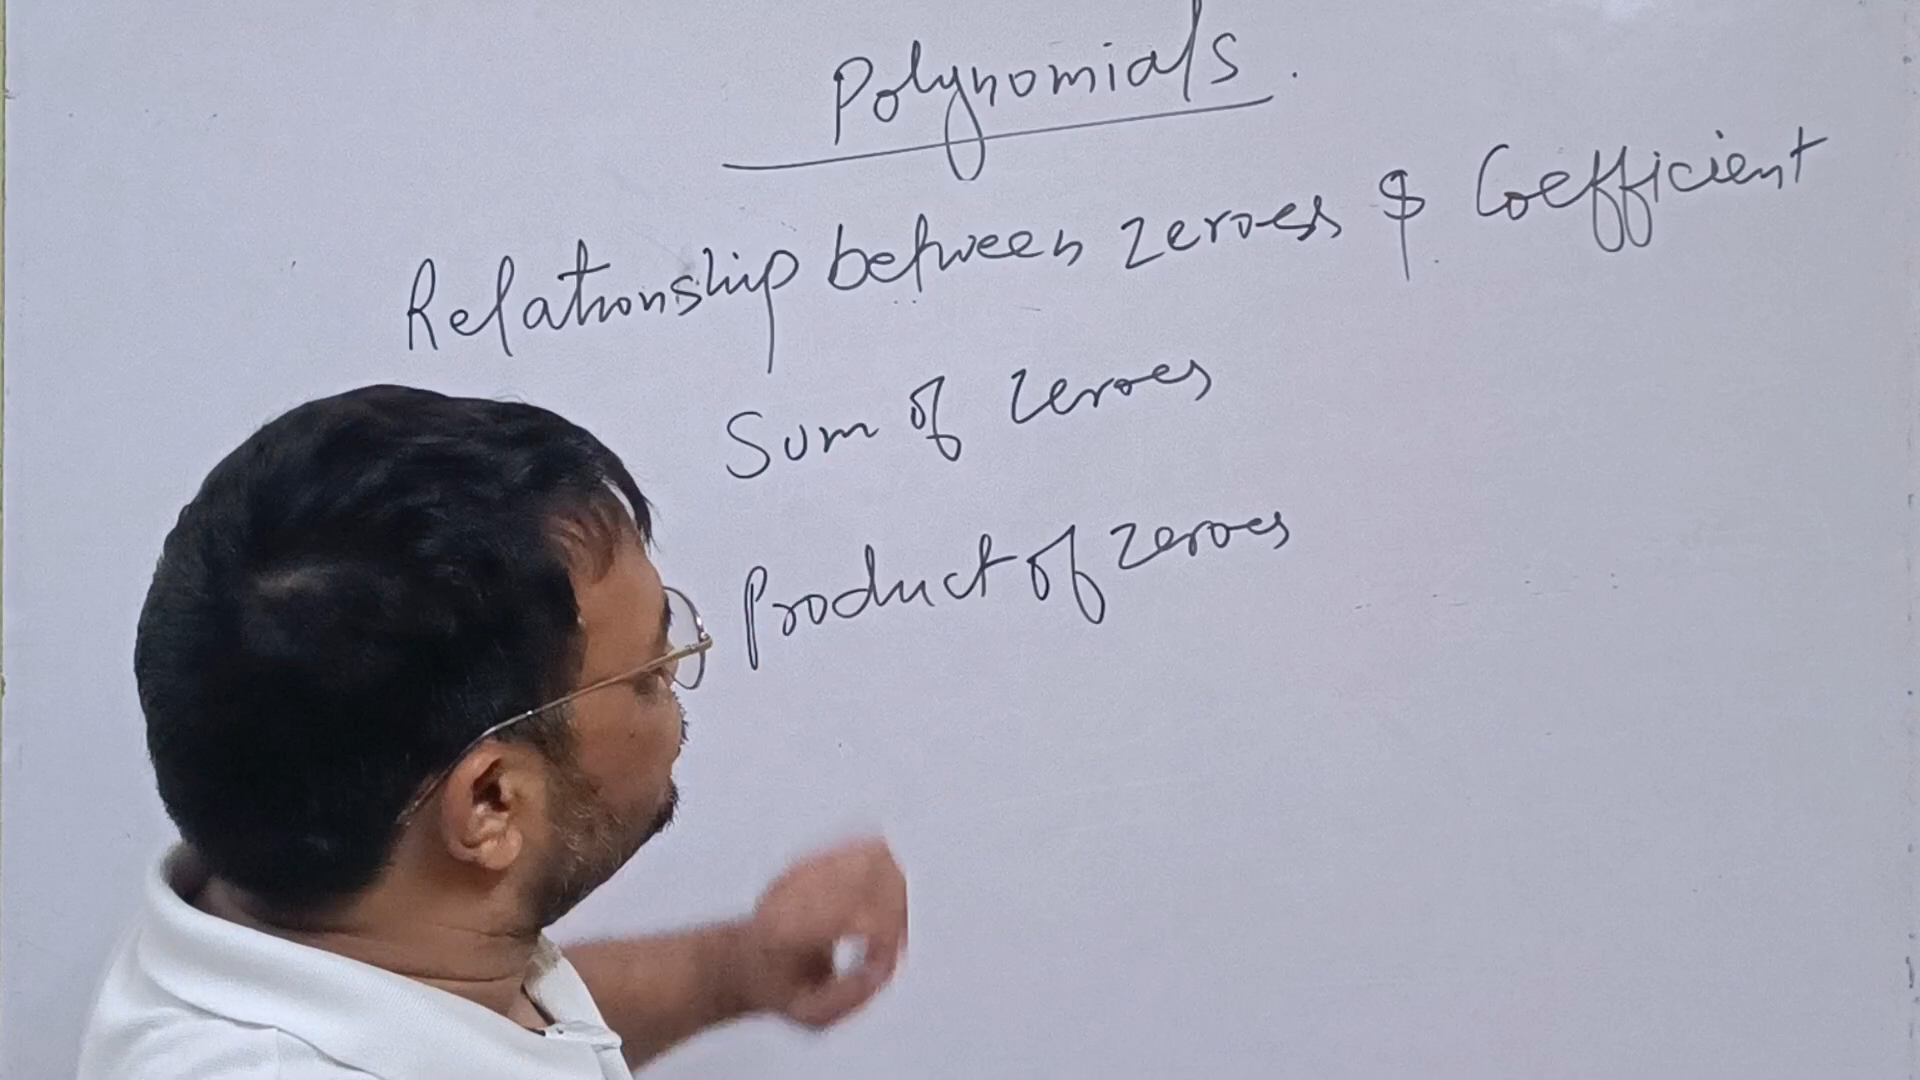 Polynomials.
Relationship between zeroes & Coefficient
Sum of zeroes
Product of zeroes